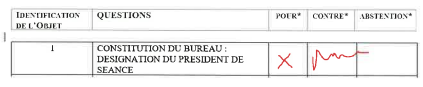 IDENTIFICATION DE L'OBJET QUESTIONS POUR* CONTRE* ABSTENTION*
1 CONSTITUTION DU BUREAU :
DESIGNATION DU PRESIDENT DE
SEANCE X